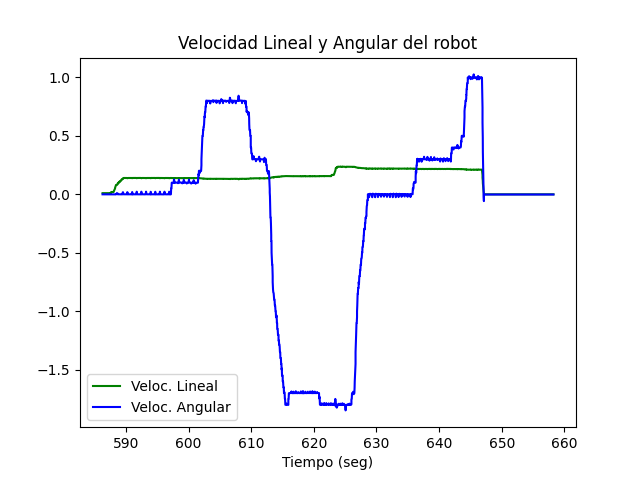 Velocidad Lineal y Angular del robot
1.0
0.5
0.0
−0.5
−1.0
−1.5
Veloc. Lineal
Veloc. Angular
590 600 610 620 630 640 650 660
Tiempo (seg)